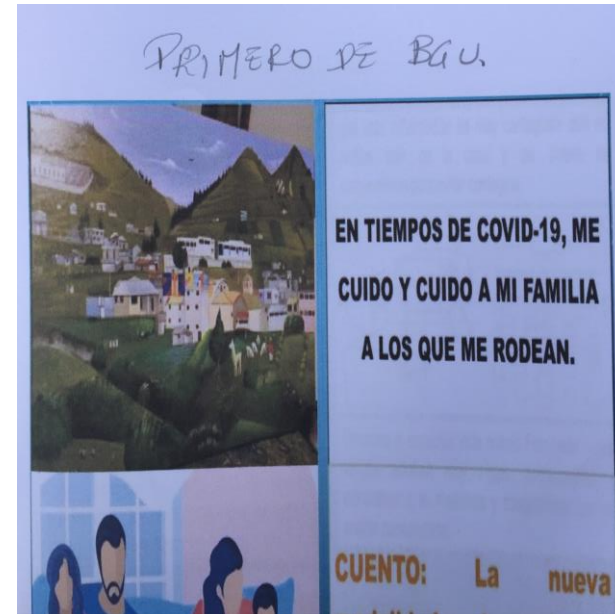 PRIMERO DE BGU.
EN TIEMPOS DE COVID-19, ME
CUIDO Y CUIDO A MI FAMILIA
A LOS QUE ME RODEAN.
CUENTO: La nueva